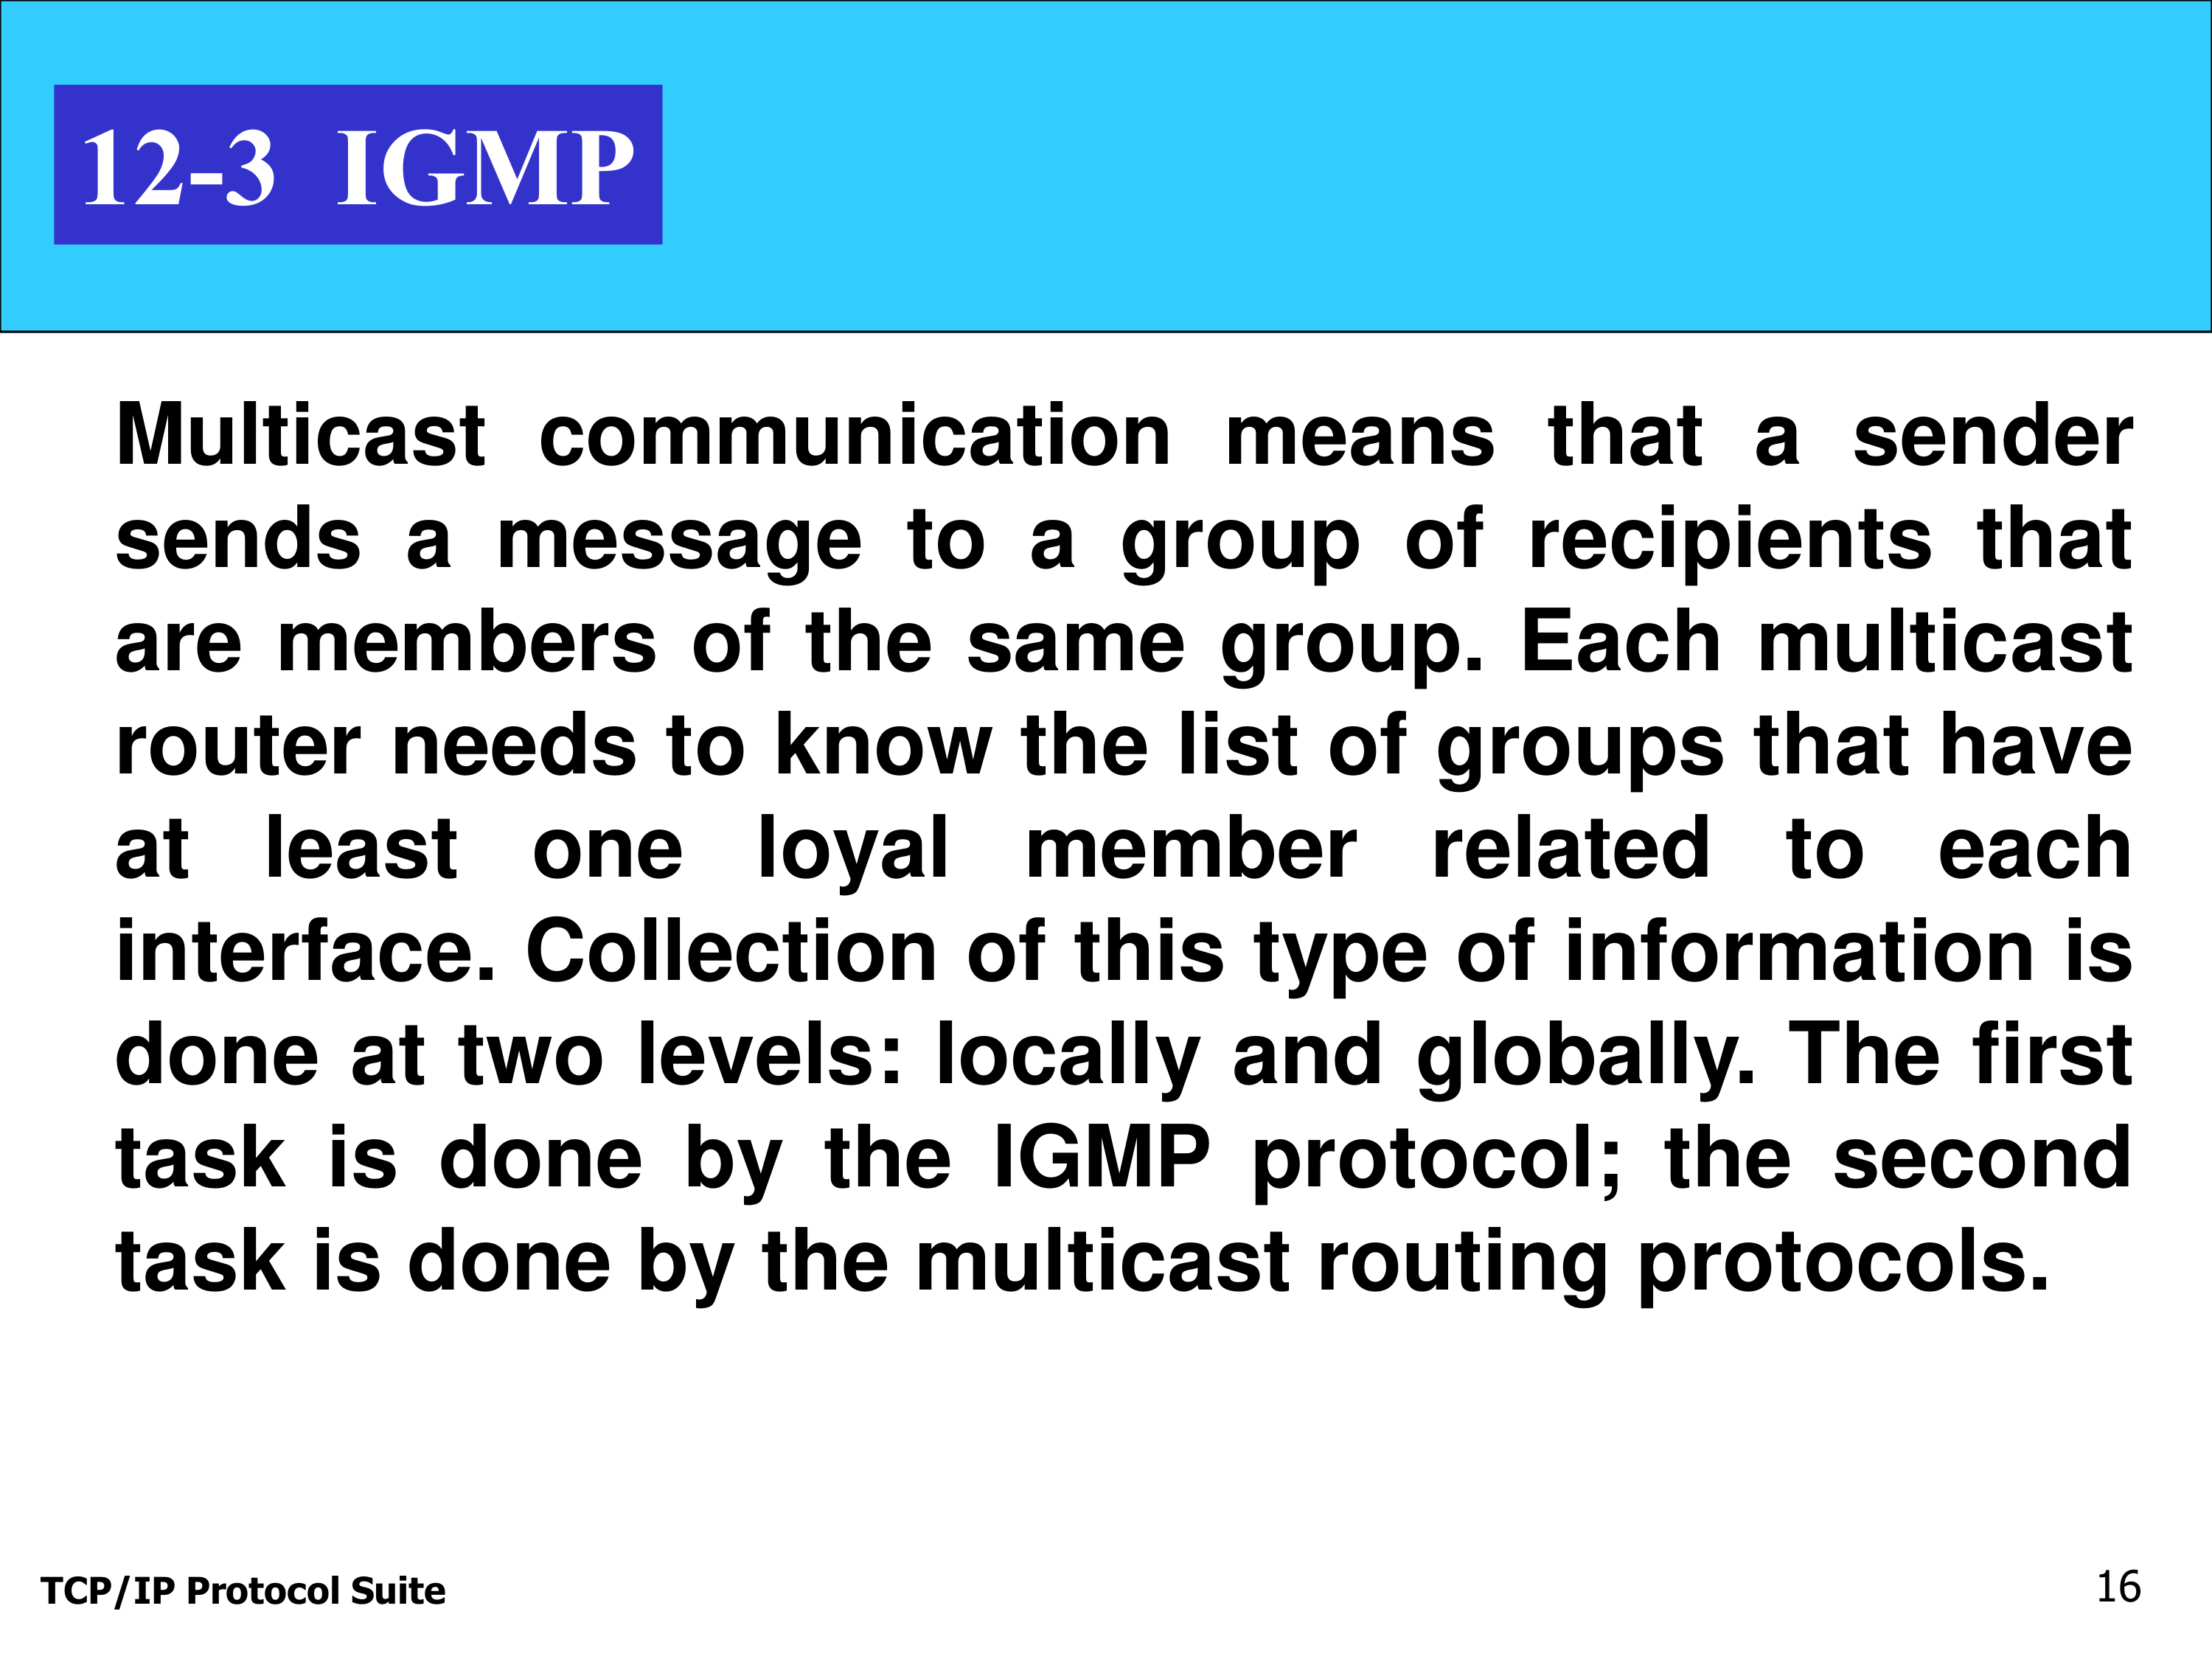 12-3 IGMP
Multicast communication means that a sender
sends a message to a group of recipients that
are members of the same group. Each multicast
router needs to know the list of groups that have
at least one loyal member related to each
interface. Collection of this type of information is
done at two levels: locally and globally. The first
task is done by the IGMP protocol; the second
task is done by the multicast routing protocols.
TCP/IP Protocol Suite
16